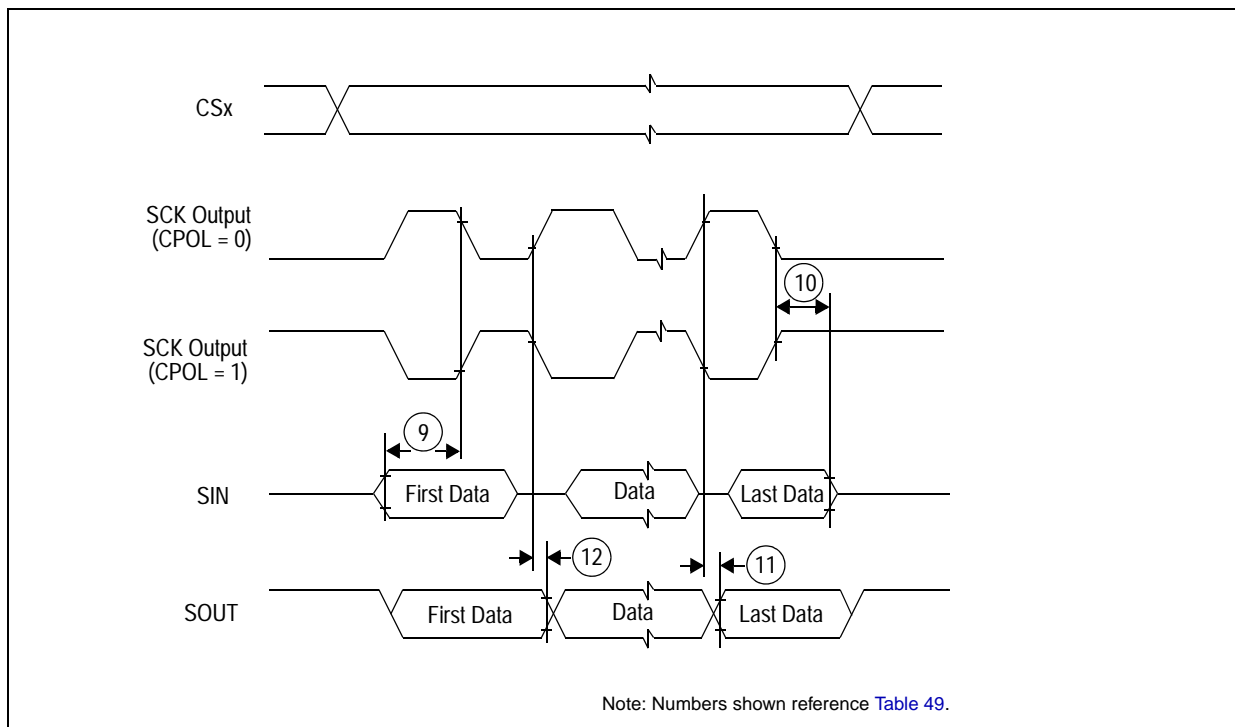 CSx
SCK Output
(CPOL = 0)
10
SCK Output
(CPOL = 1)
9
SIN
First Data
Data
Last Data
12
11
SOUT
First Data
Data
Last Data
Note: Numbers shown reference Table 49.